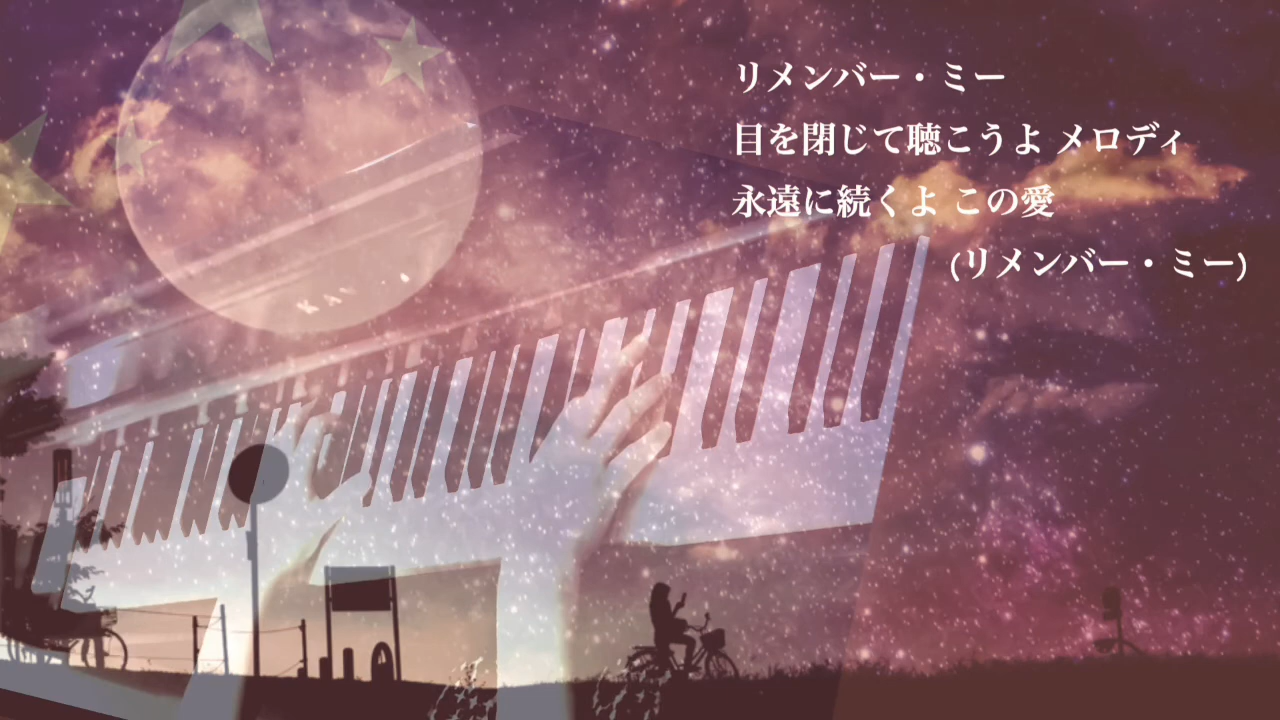 リメンバー・ミー
目を閉じて聴こうよ メロディ
永遠に続くよ この愛
(リメンバー・ミー)